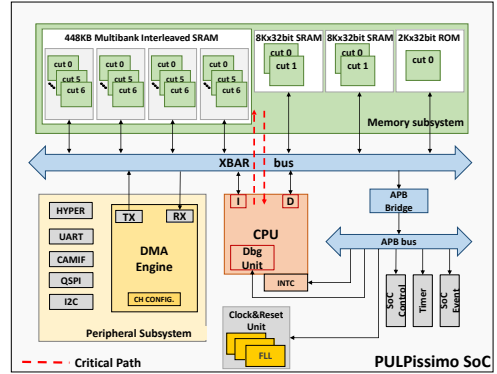 448KB Multibank Interleaved SRAM
8Kx32bit SRAM
8Kx32bit SRAM
2Kx32bit ROM
cut 0
cut 5
cut 6
cut 0
cut 5
cut 6
cut 0
cut 5
cut 6
cut 0
cut 5
cut 6
cut 0
cut 1
cut 0
cut 1
cut 0
Memory subsystem
XBAR bus
HYPER
UART
CAMIF
QSPI
I2C
TX
RX
DMA
Engine
CH CONFIG.
Peripheral Subsystem
I
D
CPU
Dbg
Unit
INTC
APB
Bridge
APB bus
SoC
Control
Timer
SoC
Event
Clock&Reset
Unit
FLL
Critical Path
PULPissimo SoC